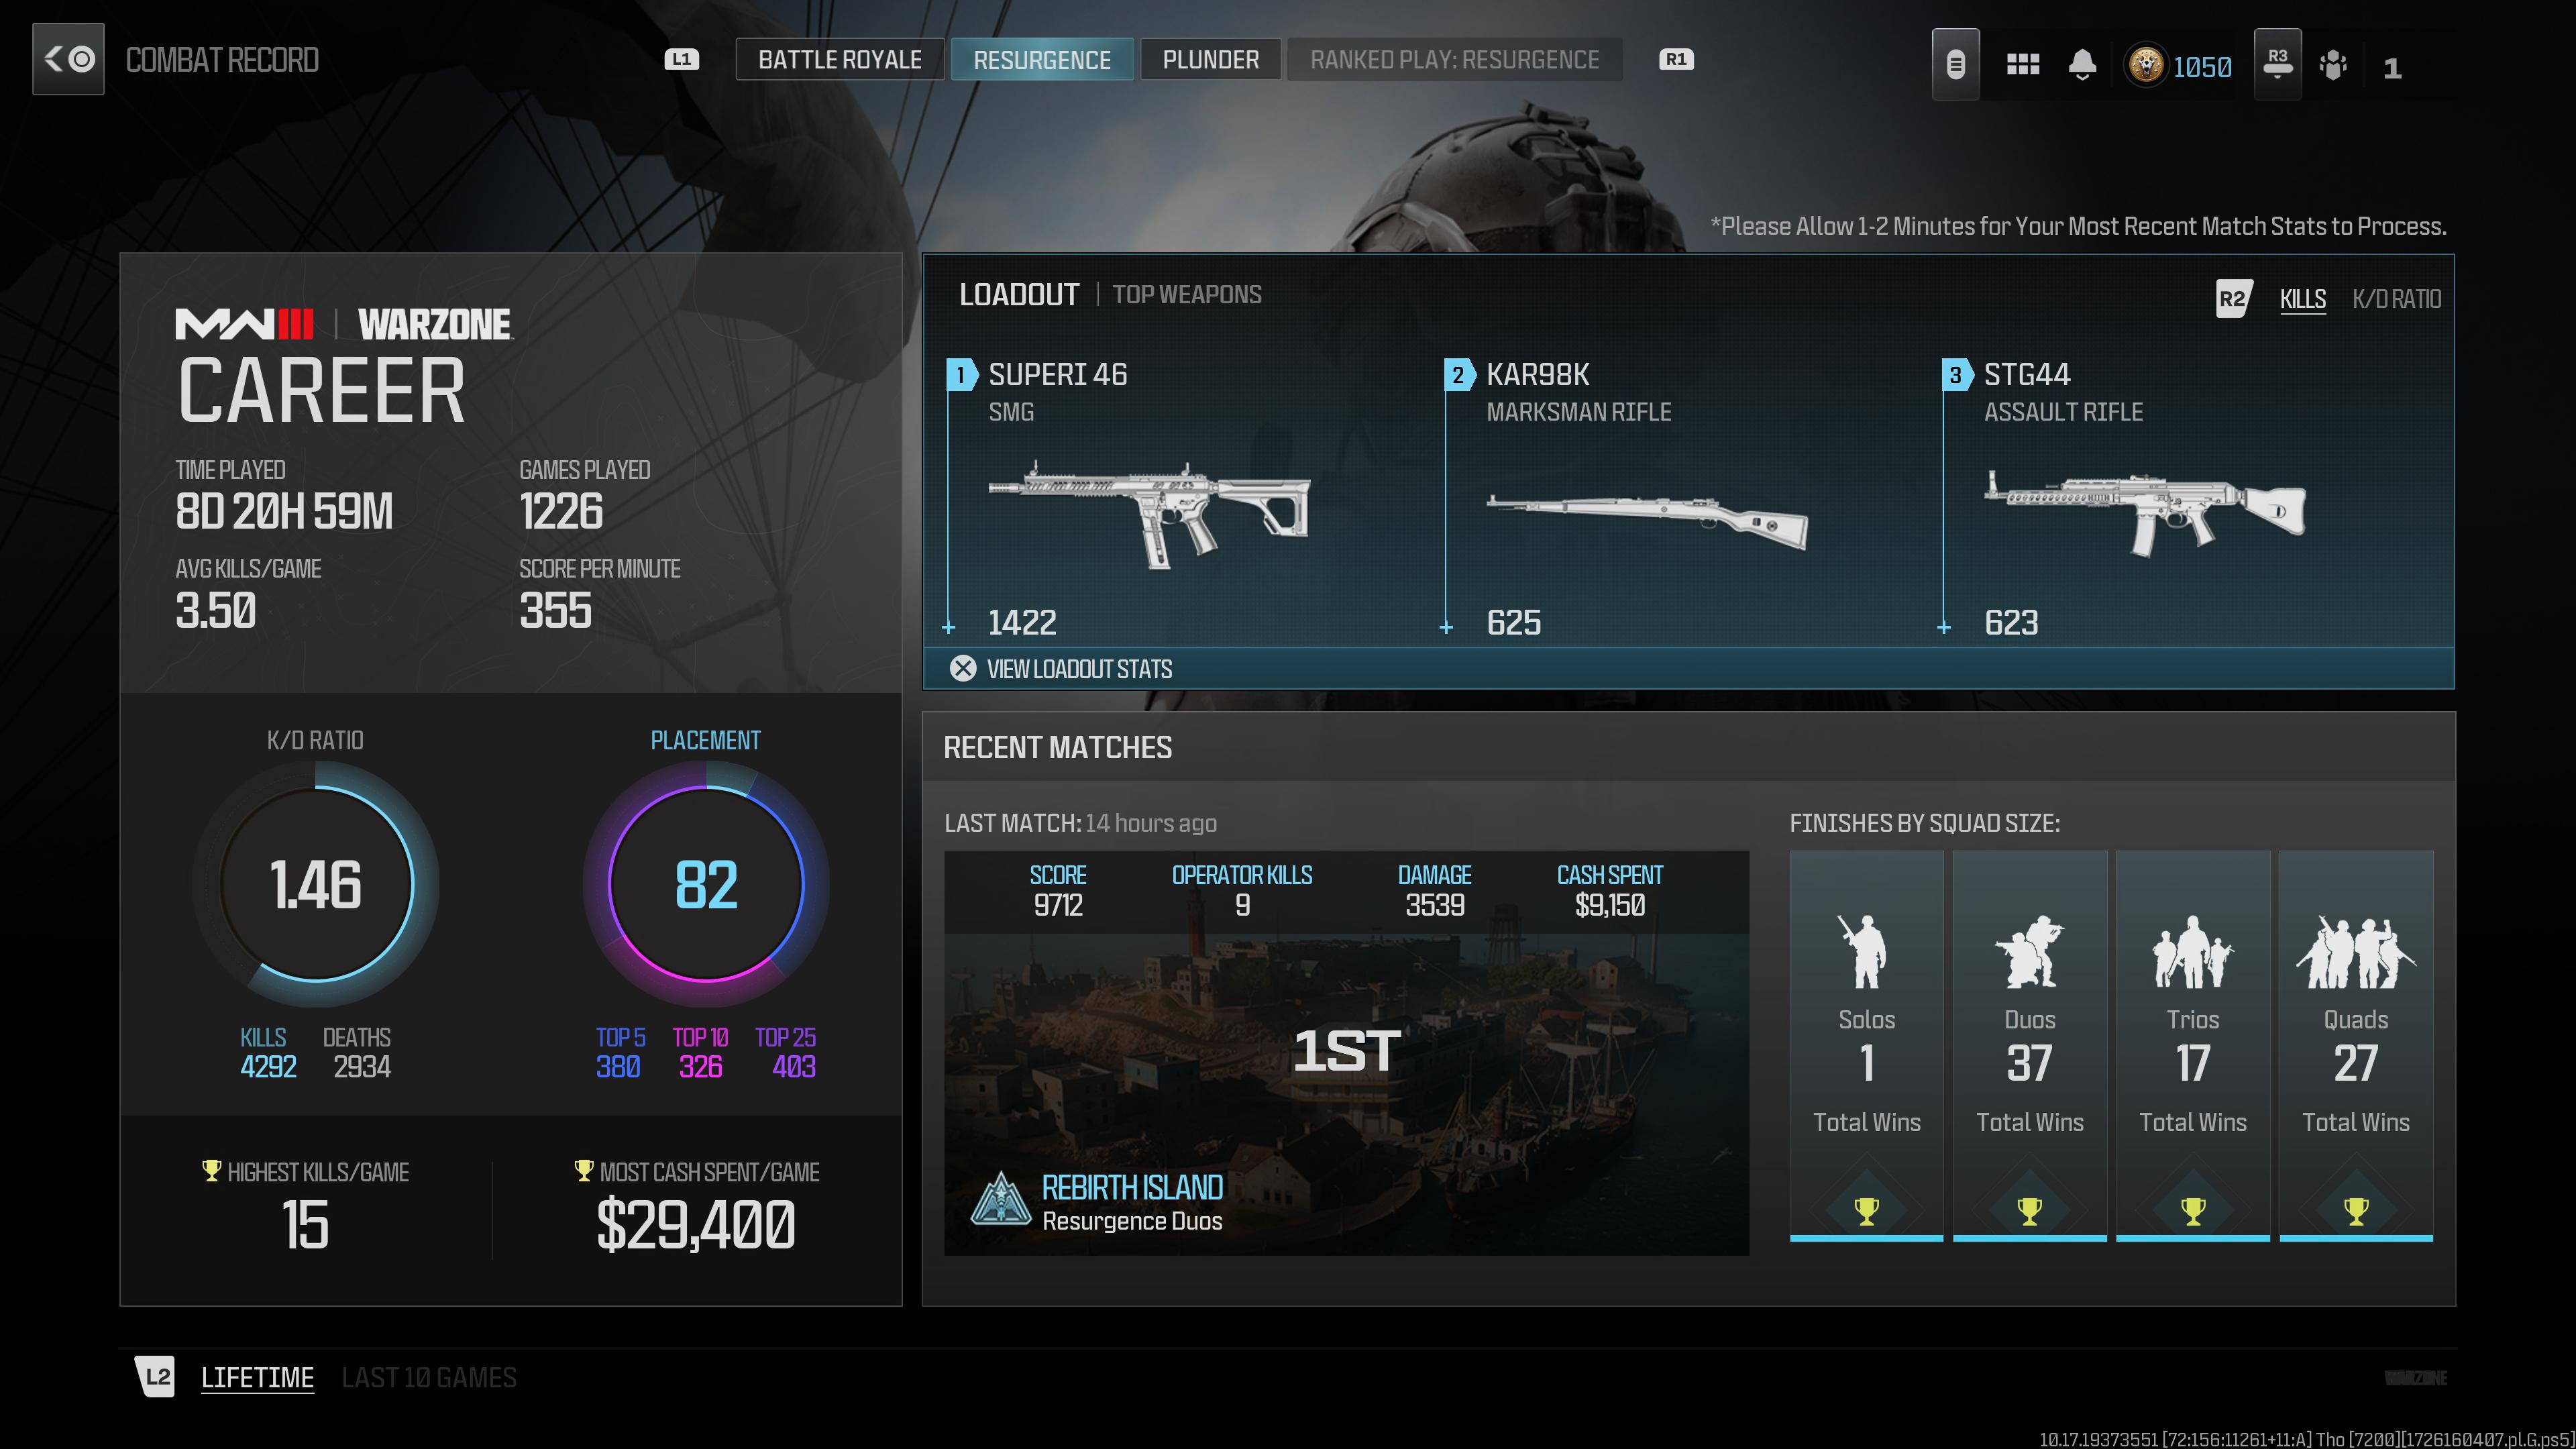 COMBAT RECORD
L1
BATTLE ROYALE
RESURGENCE
PLUNDER
RANKED PLAY: RESURGENCE
R1
1050
R3
1
*Please Allow 1-2 Minutes for Your Most Recent Match Stats to Process.
MWIII | WARZONE
CAREER
TIME PLAYED
8D 20H 59M
GAMES PLAYED
1226
AVG KILLS/GAME
3.50
SCORE PER MINUTE
355
K/D RATIO
1.46
KILLS
4292
DEATHS
2934
PLACEMENT
82
TOP 5
380
TOP 10
326
TOP 25
403
HIGHEST KILLS/GAME
15
MOST CASH SPENT/GAME
$29,400
LOADOUT | TOP WEAPONS
R2
KILLS
K/D RATIO
1
SUPERI 46
SMG
1422
2
KAR98K
MARKSMAN RIFLE
625
3
STG44
ASSAULT RIFLE
623
VIEW LOADOUT STATS
RECENT MATCHES
LAST MATCH: 14 hours ago
SCORE
9712
OPERATOR KILLS
9
DAMAGE
3539
CASH SPENT
$9,150
1ST
REBIRTH ISLAND
Resurgence Duos
FINISHES BY SQUAD SIZE:
Solos
1
Total Wins
Duos
37
Total Wins
Trios
17
Total Wins
Quads
27
Total Wins
L2
LIFETIME
LAST 10 GAMES
WARZONE
10.17.19373551 [72:156:11261+11:A] Tho [7200][1726160407.pl.G.ps5]